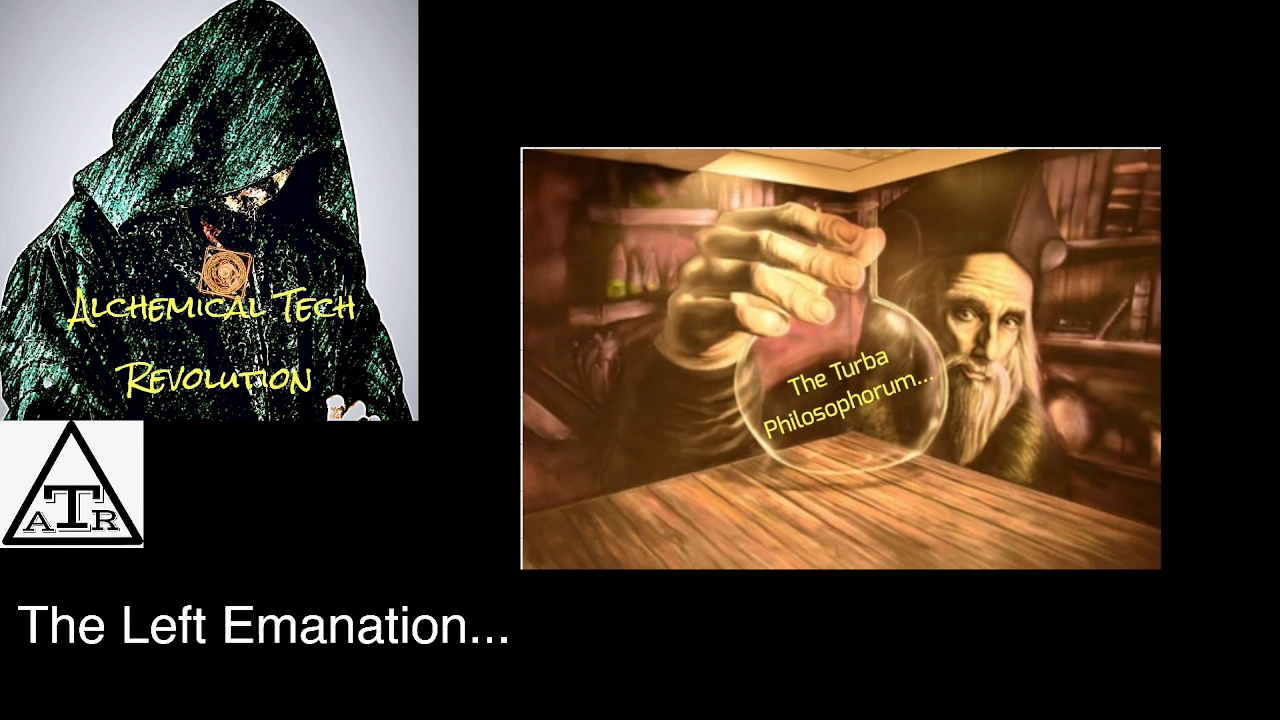 Alchemical Tech
Revolution
ATR
The Turba
Philosophorum...
The Left Emanation...